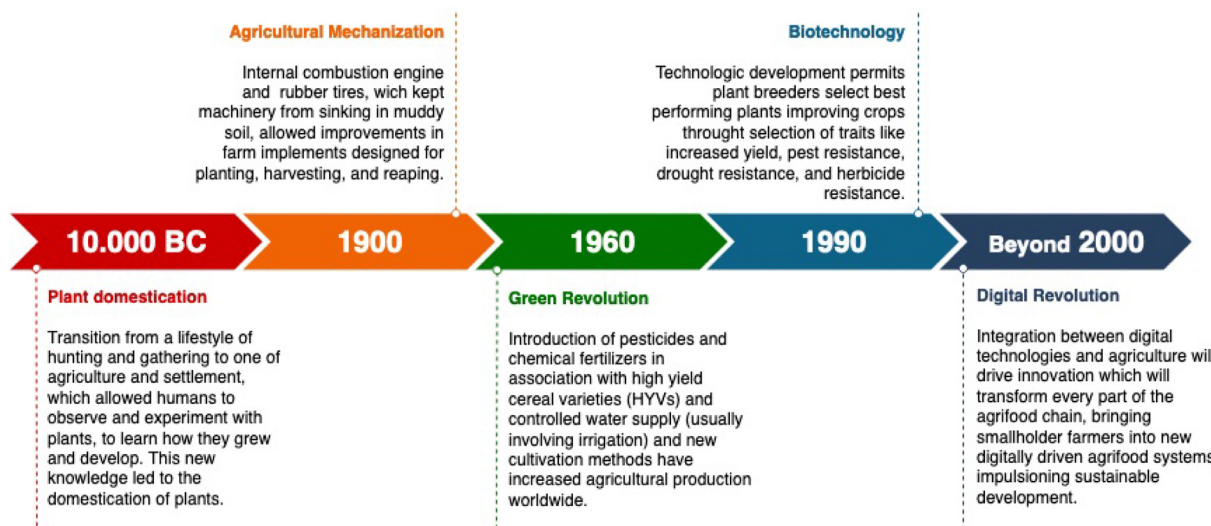 Agricultural Mechanization
Internal combustion engine
and rubber tires, wich kept
machinery from sinking in muddy
soil, allowed improvements in
farm implements designed for
planting, harvesting, and reaping.
Biotechnology
Technologic development permits
plant breeders select best
performing plants improving crops
throught selection of traits like
increased yield, pest resistance,
drought resistance, and herbicide
resistance.
10.000 BC
1900
1960
1990
Beyond 2000
Plant domestication
Transition from a lifestyle of
hunting and gathering to one of
agriculture and settlement,
which allowed humans to
observe and experiment with
plants, to learn how they grew
and develop. This new
knowledge led to the
domestication of plants.
Green Revolution
Introduction of pesticides and
chemical fertilizers in
association with high yield
cereal varieties (HYVs) and
controlled water supply (usually
involving irrigation) and new
cultivation methods have
increased agricultural production
worldwide.
Digital Revolution
Integration between digital
technologies and agriculture will
drive innovation which will
transform every part of the
agrifood chain, bringing
smallholder farmers into new
digitally driven agrifood systems
impulsioning sustainable
development.